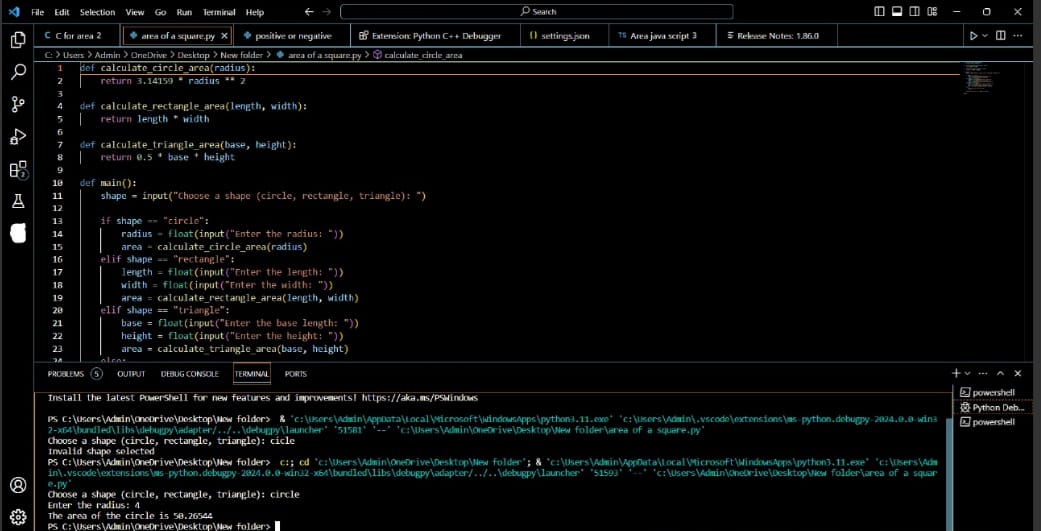 File Edit Selection View Go Run Terminal Help
Search
C C for area 2
area of a square.py
positive or negative
Extension: Python C++ Debugger
settings.json
TS Area java script 3
Release Notes: 1.86.0
C: > Users > Admin > OneDrive > Desktop > New folder > area of a square.py > calculate_circle_area
1 def calculate_circle_area(radius):
2 return 3.14159 * radius ** 2
3
4 def calculate_rectangle_area(length, width):
5 return length * width
6
7 def calculate_triangle_area(base, height):
8 return 0.5 * base * height
9
10 def main():
11 shape = input("Choose a shape (circle, rectangle, triangle): ")
12
13 if shape == "circle":
14 radius = float(input("Enter the radius: "))
15 area = calculate_circle_area(radius)
16 elif shape == "rectangle":
17 length = float(input("Enter the length: "))
18 width = float(input("Enter the width: "))
19 area = calculate_rectangle_area(length, width)
20 elif shape == "triangle":
21 base = float(input("Enter the base length: "))
22 height = float(input("Enter the height: "))
23 area = calculate_triangle_area(base, height)
24 else:
PROBLEMS 5 OUTPUT DEBUG CONSOLE TERMINAL PORTS
Install the latest PowerShell for new features and improvements! https://aka.ms/PSWindows
PS C:\Users\Admin\OneDrive\Desktop\New folder> & 'c:\Users\Admin\AppData\Local\Microsoft\WindowsApps\python3.11.exe' 'c:\Users\Admin\.vscode\extensions\ms-python.debugpy-2024.0.0-win3
2-x64\bundled\libs\debugpy\adapter/../..\debugpy\launcher' '51581' '--' 'C:\Users\Admin\OneDrive\Desktop\New folder\area of a square.py'
Choose a shape (circle, rectangle, triangle): cicle
Invalid shape selected
PS C:\Users\Admin\OneDrive\Desktop\New folder> c:; cd 'c:\Users\Admin\OneDrive\Desktop\New folder'; & 'c:\Users\Admin\AppData\Local\Microsoft\WindowsApps\python3.11.exe' 'c:\Users\Adm
in\.vscode\extensions\ms-python.debugpy-2024.0.0-win32-x64\bundled\libs\debugpy\adapter/../..\debugpy\launcher' '51593' '--' 'C:\Users\Admin\OneDrive\Desktop\New folder\area of a squar
e.py'
Choose a shape (circle, rectangle, triangle): circle
Enter the radius: 4
The area of the circle is 50.26544
PS C:\Users\Admin\OneDrive\Desktop\New folder>
powershell
Python Deb...
powershell